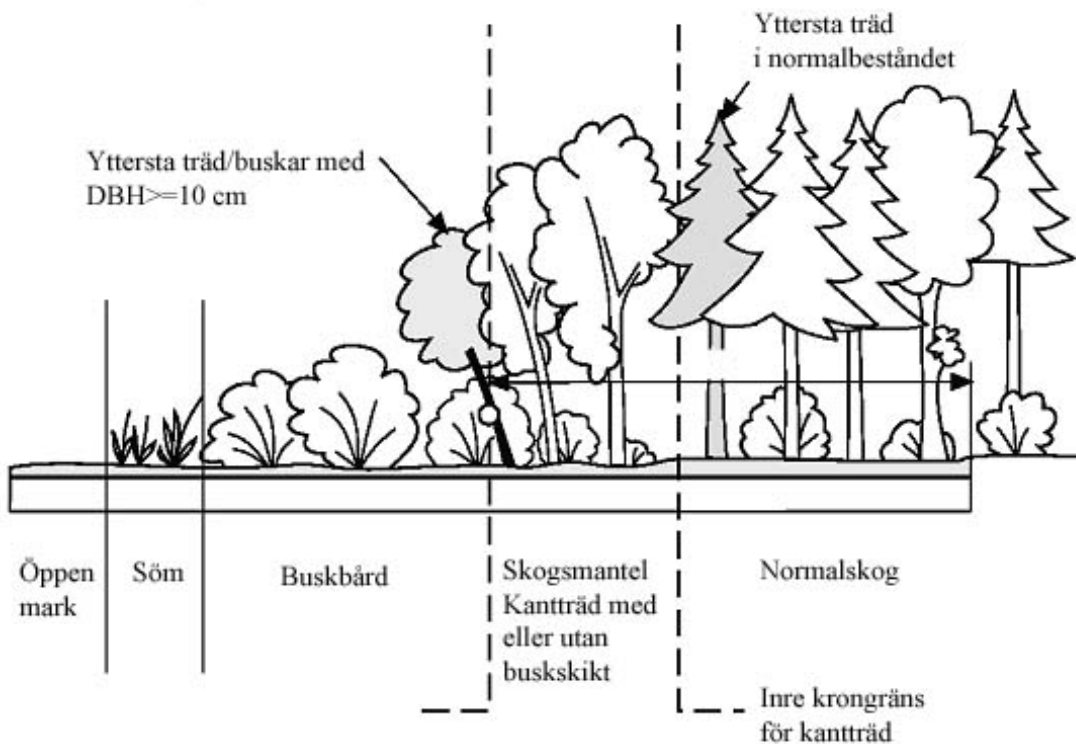 Yttersta träd
i normalbeståndet
Yttersta träd/buskar med
DBH>=10 cm
Öppen
mark
Söm
Buskbård
Skogsmantel
Kantträd med
eller utan
buskskikt
Normalskog
Inre krongräns
för kantträd